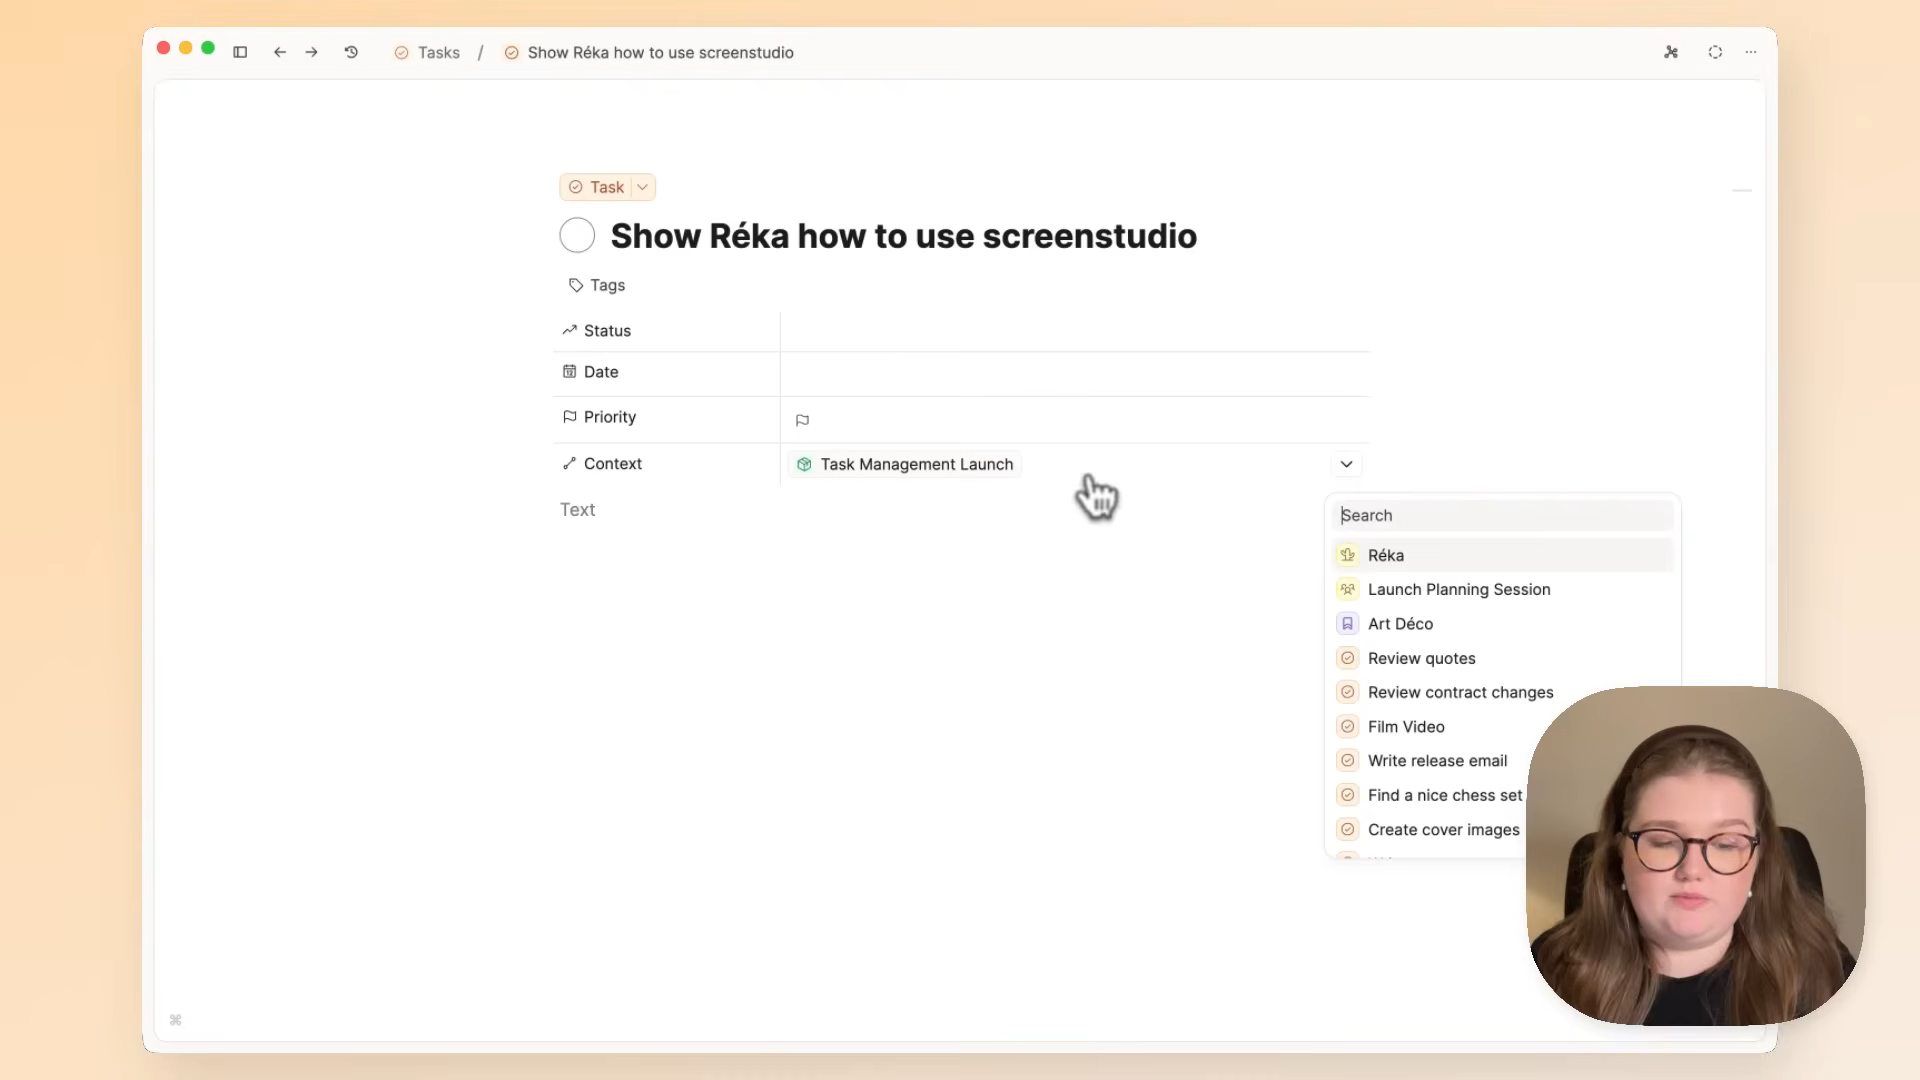 Tasks / Show Réka how to use screenstudio
Task
Show Réka how to use screenstudio
Tags
Status
Date
Priority
Context
Task Management Launch
Text
Search
Réka
Launch Planning Session
Art Déco
Review quotes
Review contract changes
Film Video
Write release email
Find a nice chess set
Create cover images